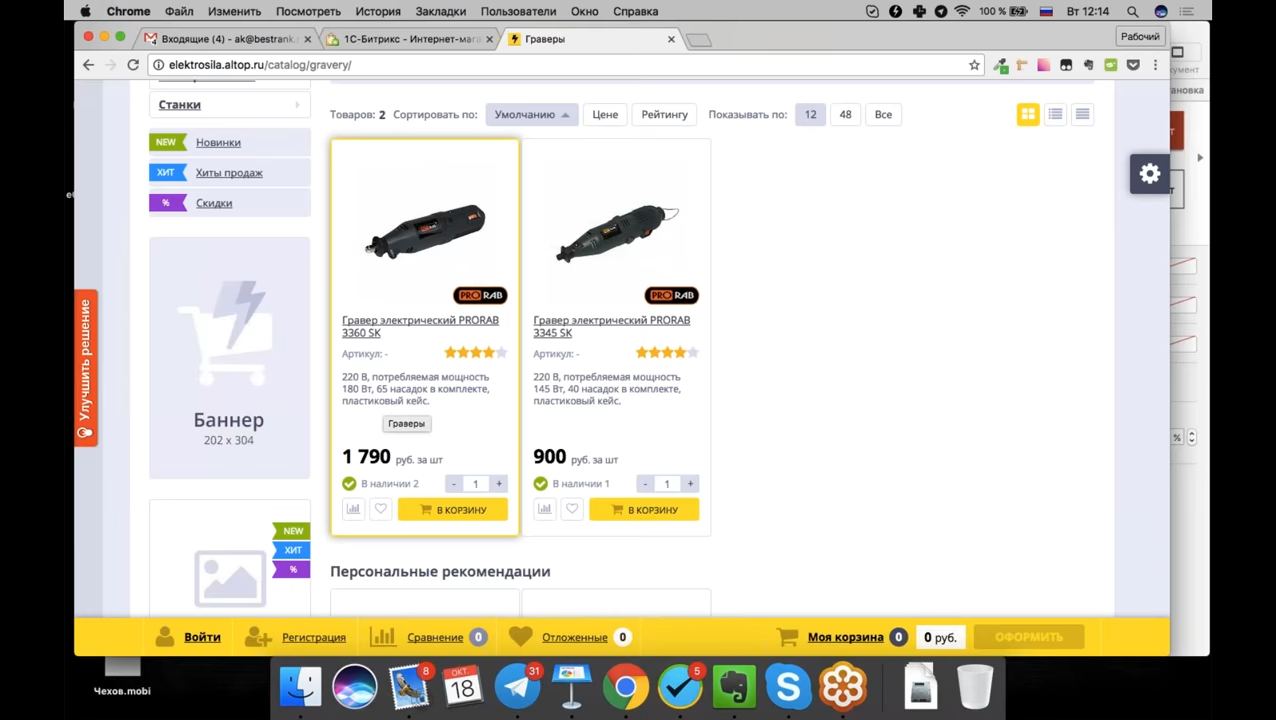 Chrome Файл Изменить Посмотреть История Закладки Пользователи Окно Справка 100 % Вт 12:14
Входящие (4) - ak@bestrank. × 1С-Битрикс - Интернет-мага × Граверы × Рабочий
elektrosila.altop.ru/catalog/gravery/
Станки
NEW Новинки
ХИТ Хиты продаж
% Скидки
Баннер
202 x 304
NEW
ХИТ
%
Улучшить решение
Товаров: 2 Сортировать по: Умолчанию Цене Рейтингу Показывать по: 12 48 Все
PRORAB
Гравер электрический PRORAB
3360 SK
Артикул: -
220 В, потребляемая мощность
180 Вт, 65 насадок в комплекте,
пластиковый кейс.
Граверы
1 790 руб. за шт
В наличии 2 - 1 +
В КОРЗИНУ
PRORAB
Гравер электрический PRORAB
3345 SK
Артикул: -
220 В, потребляемая мощность
145 Вт, 40 насадок в комплекте,
пластиковый кейс.
900 руб. за шт
В наличии 1 - 1 +
В КОРЗИНУ
Персональные рекомендации
Войти Регистрация Сравнение 0 Отложенные 0 Моя корзина 0 0 руб. ОФОРМИТЬ
%
8 ОКТ. 18 31 5
Чехов.mobi